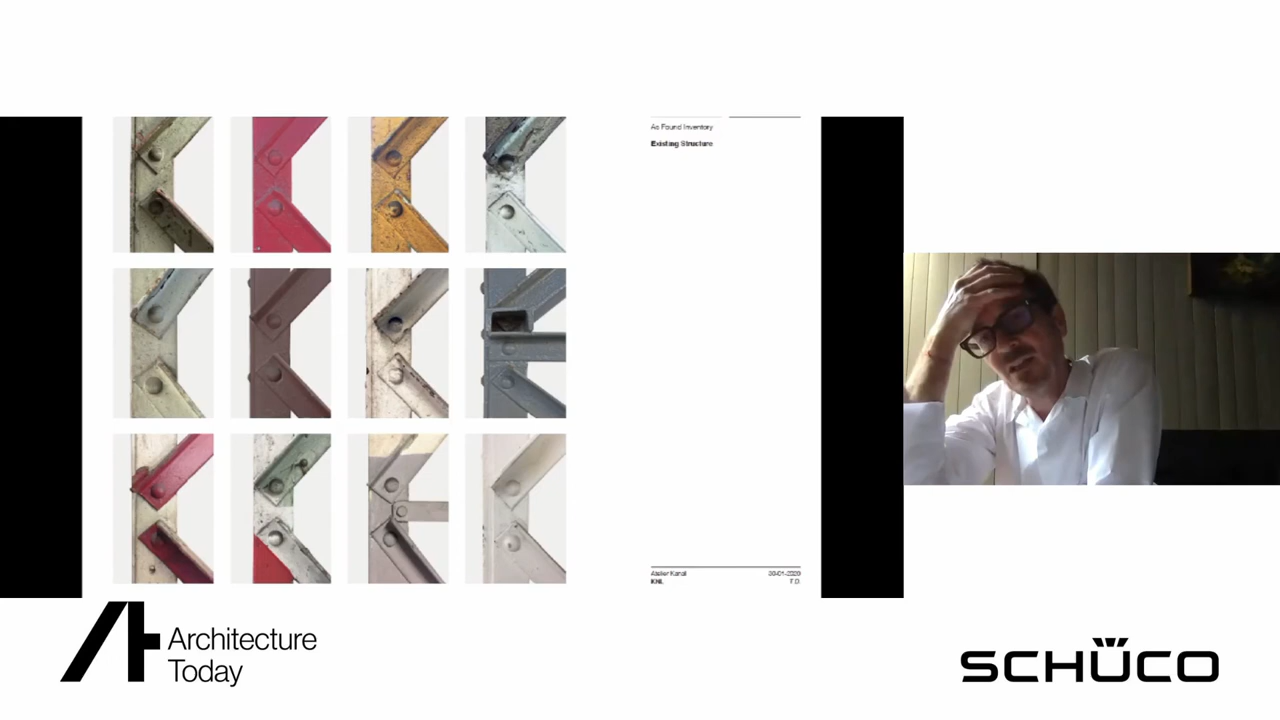 As Found Inventory
Existing Structure
Atelier Kanal
KNL
T.O.
Architecture
Today
SCHÜCO